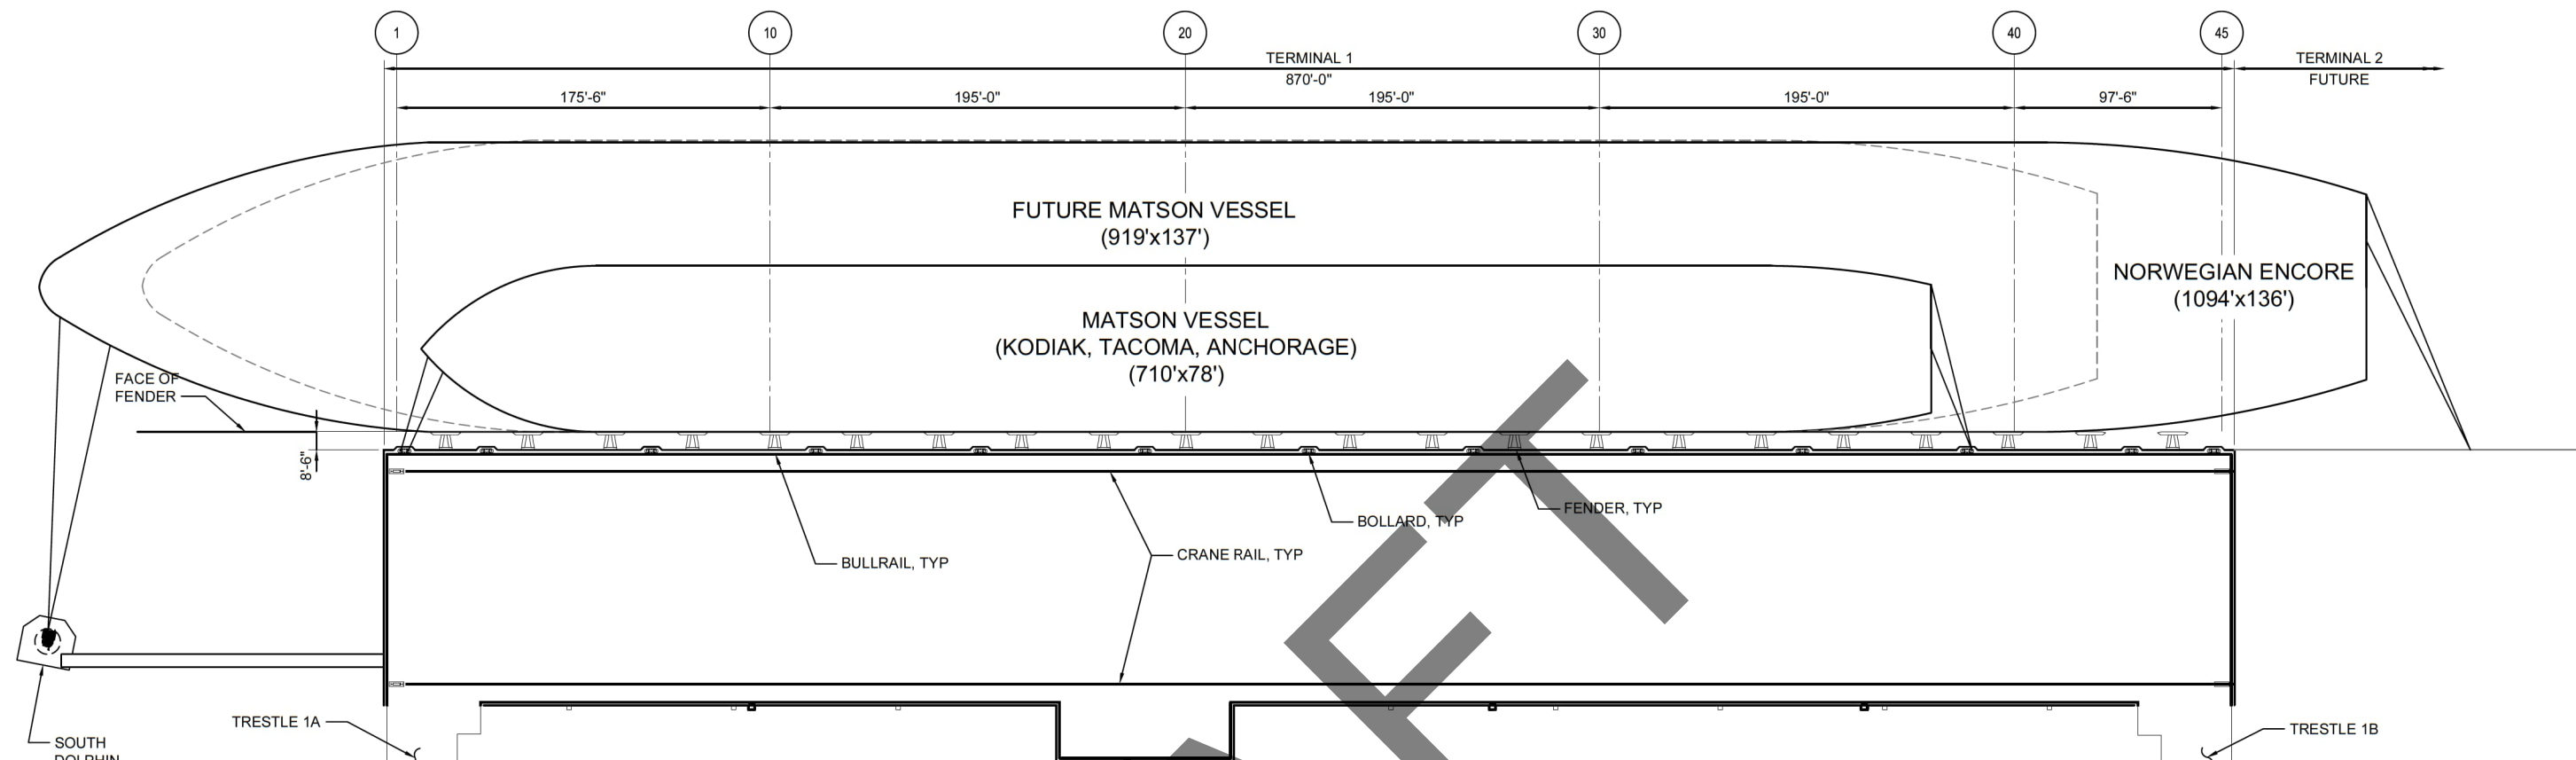 1
10
20
30
40
45
TERMINAL 1
870'-0"
TERMINAL 2
FUTURE
175'-6"
195'-0"
195'-0"
195'-0"
97'-6"
FUTURE MATSON VESSEL
(919'x137')
NORWEGIAN ENCORE
(1094'x136')
MATSON VESSEL
(KODIAK, TACOMA, ANCHORAGE)
(710'x78')
FACE OF
FENDER
8'-6"
BULLRAIL, TYP
CRANE RAIL, TYP
BOLLARD, TYP
FENDER, TYP
TRESTLE 1A
SOUTH
DOLPHIN
TRESTLE 1B
ET